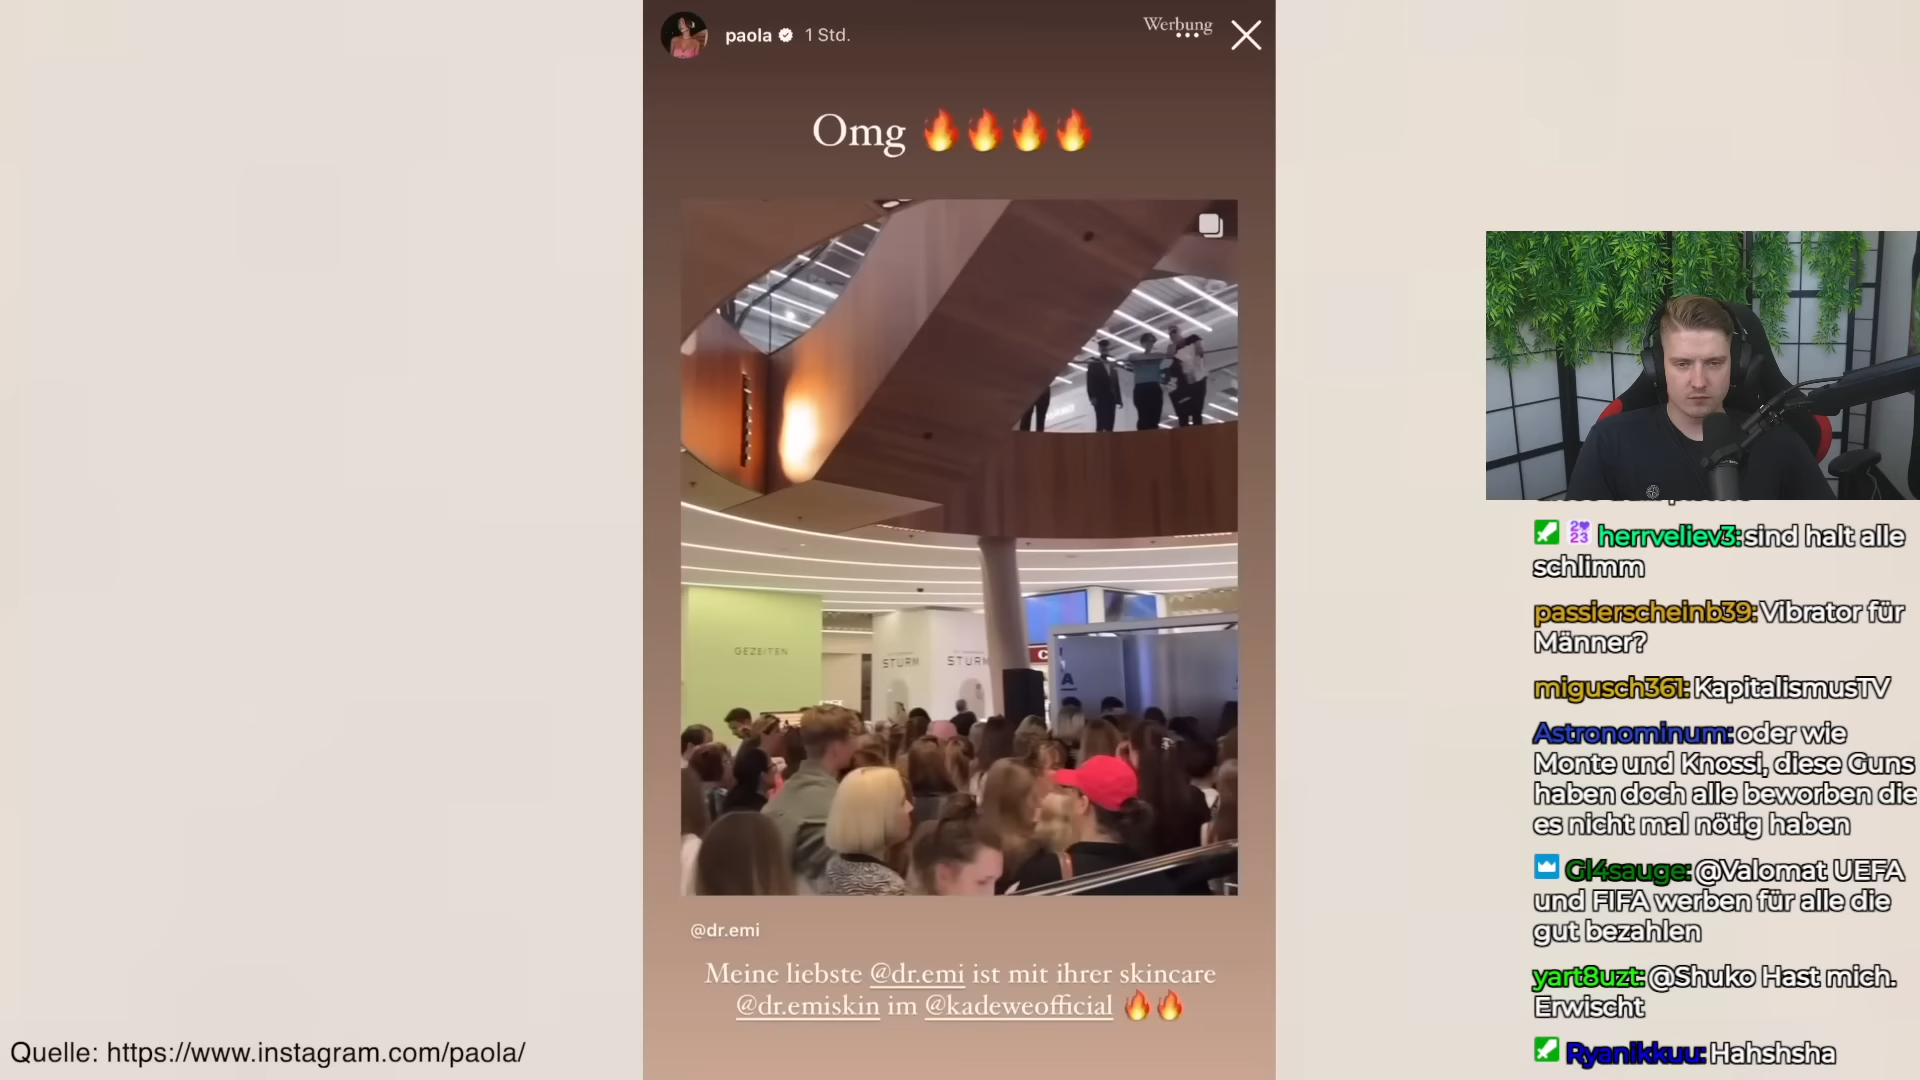 paola 1 Std.
Werbung
Omg 🔥🔥🔥🔥
GEZEITEN
STURM
STURM
@dr.emi
Meine liebste @dr.emi ist mit ihrer skincare
@dr.emiskin im @kadeweofficial 🔥🔥
Quelle: https://www.instagram.com/paola/
herrveliev3: sind halt alle
schlimm
passierscheinb39: Vibrator für
Männer?
migusch361: KapitalismusTV
Astronominum: oder wie
Monte und Knossi, diese Guns
haben doch alle beworben die
es nicht mal nötig haben
Gl4sauge: @Valomat UEFA
und FIFA werben für alle die
gut bezahlen
yart8uzt: @Shuko Hast mich.
Erwischt
Ryanikkuu: Hahshsha